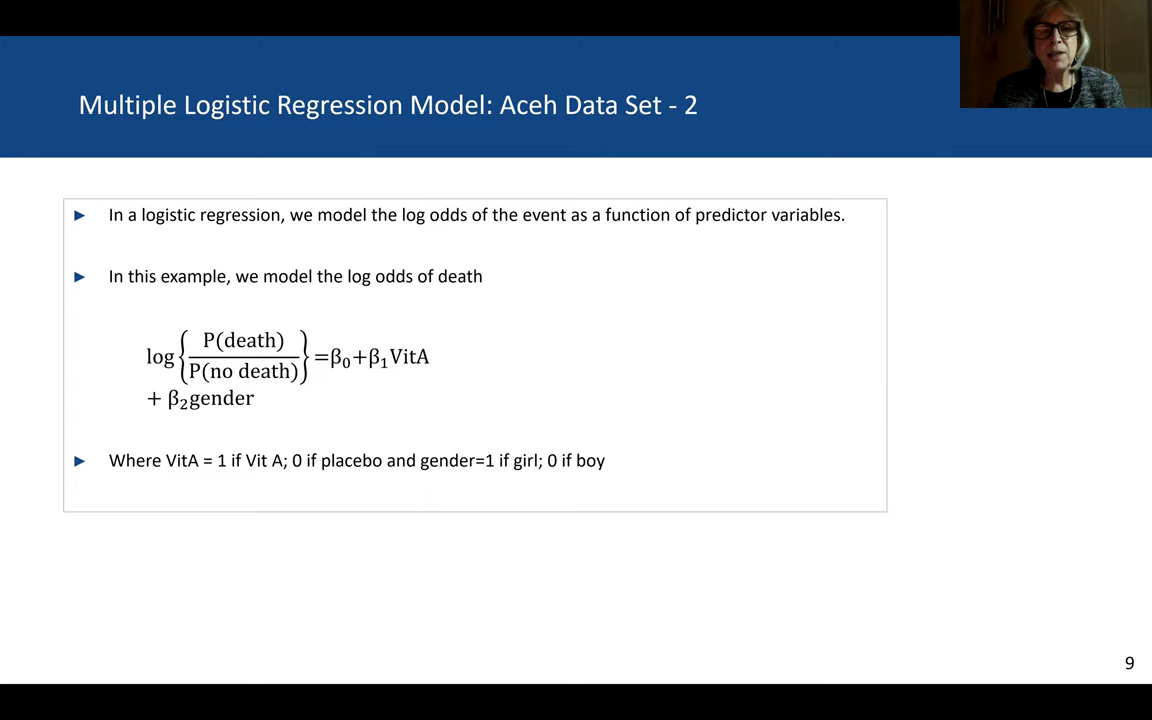 Multiple Logistic Regression Model: Aceh Data Set - 2
► In a logistic regression, we model the log odds of the event as a function of predictor variables.
► In this example, we model the log odds of death
log{P(death)/P(no death)}=β₀+β₁VitA
+ β₂gender
► Where VitA = 1 if Vit A; 0 if placebo and gender=1 if girl; 0 if boy
9